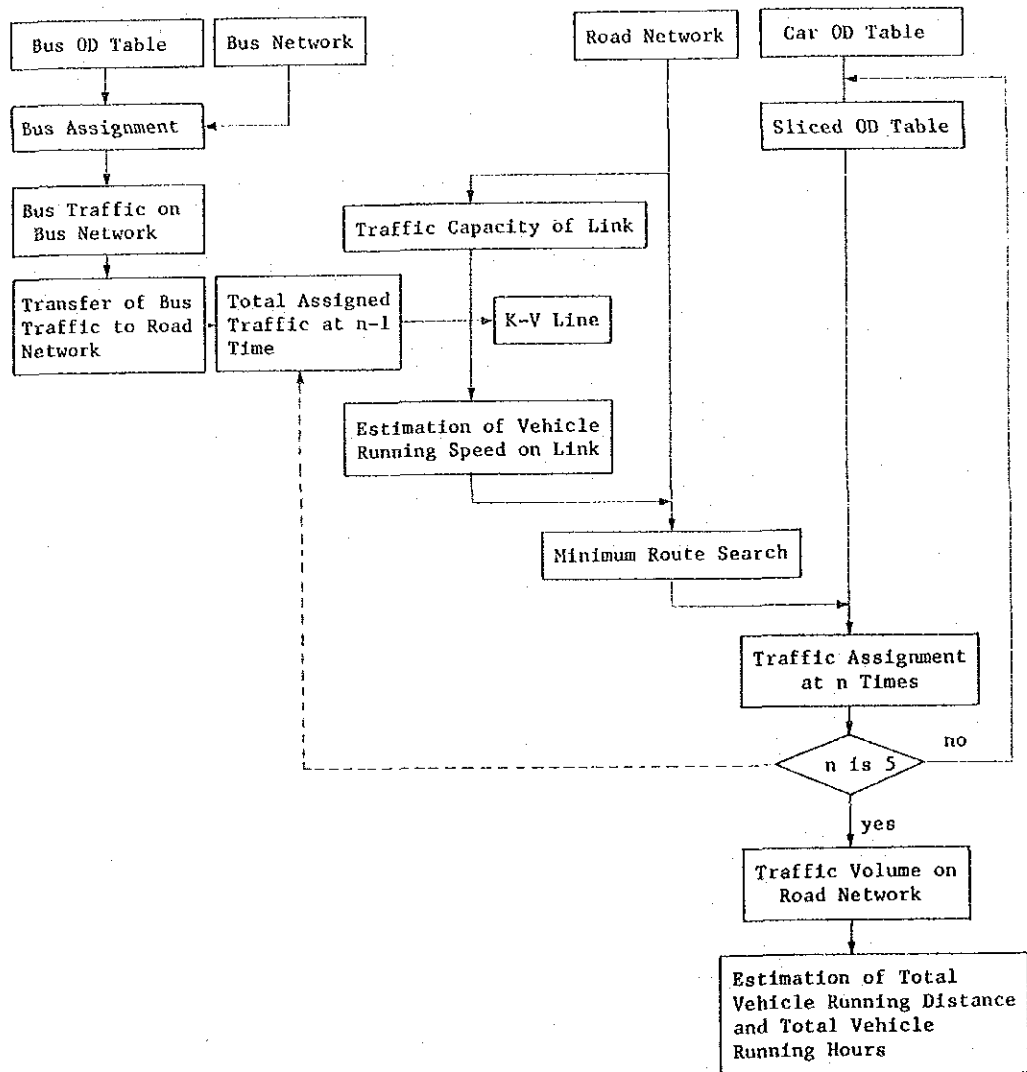 Bus OD Table
Bus Network
Road Network
Car OD Table
Bus Assignment
Sliced OD Table
Bus Traffic on
Bus Network
Traffic Capacity of Link
Transfer of Bus
Traffic to Road
Network
Total Assigned
Traffic at n-1
Time
K-V Line
Estimation of Vehicle
Running Speed on Link
Minimum Route Search
Traffic Assignment
at n Times
n is 5
no
yes
Traffic Volume on
Road Network
Estimation of Total
Vehicle Running Distance
and Total Vehicle
Running Hours